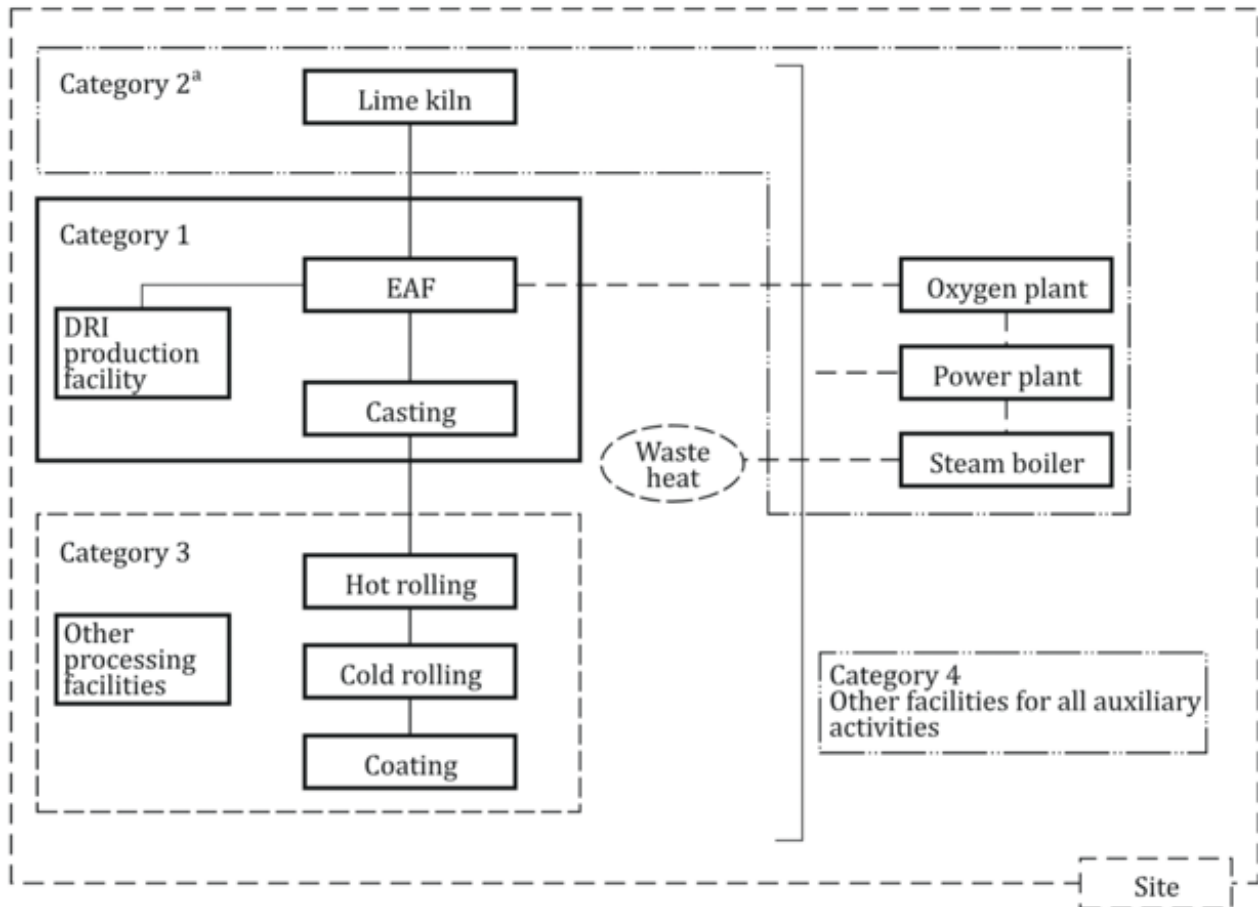 Category 2a
Lime kiln
Category 1
EAF
Oxygen plant
DRI
production
facility
Power plant
Casting
Waste
heat
Steam boiler
Category 3
Hot rolling
Other
processing
facilities
Cold rolling
Category 4
Other facilities for all auxiliary
activities
Coating
Site